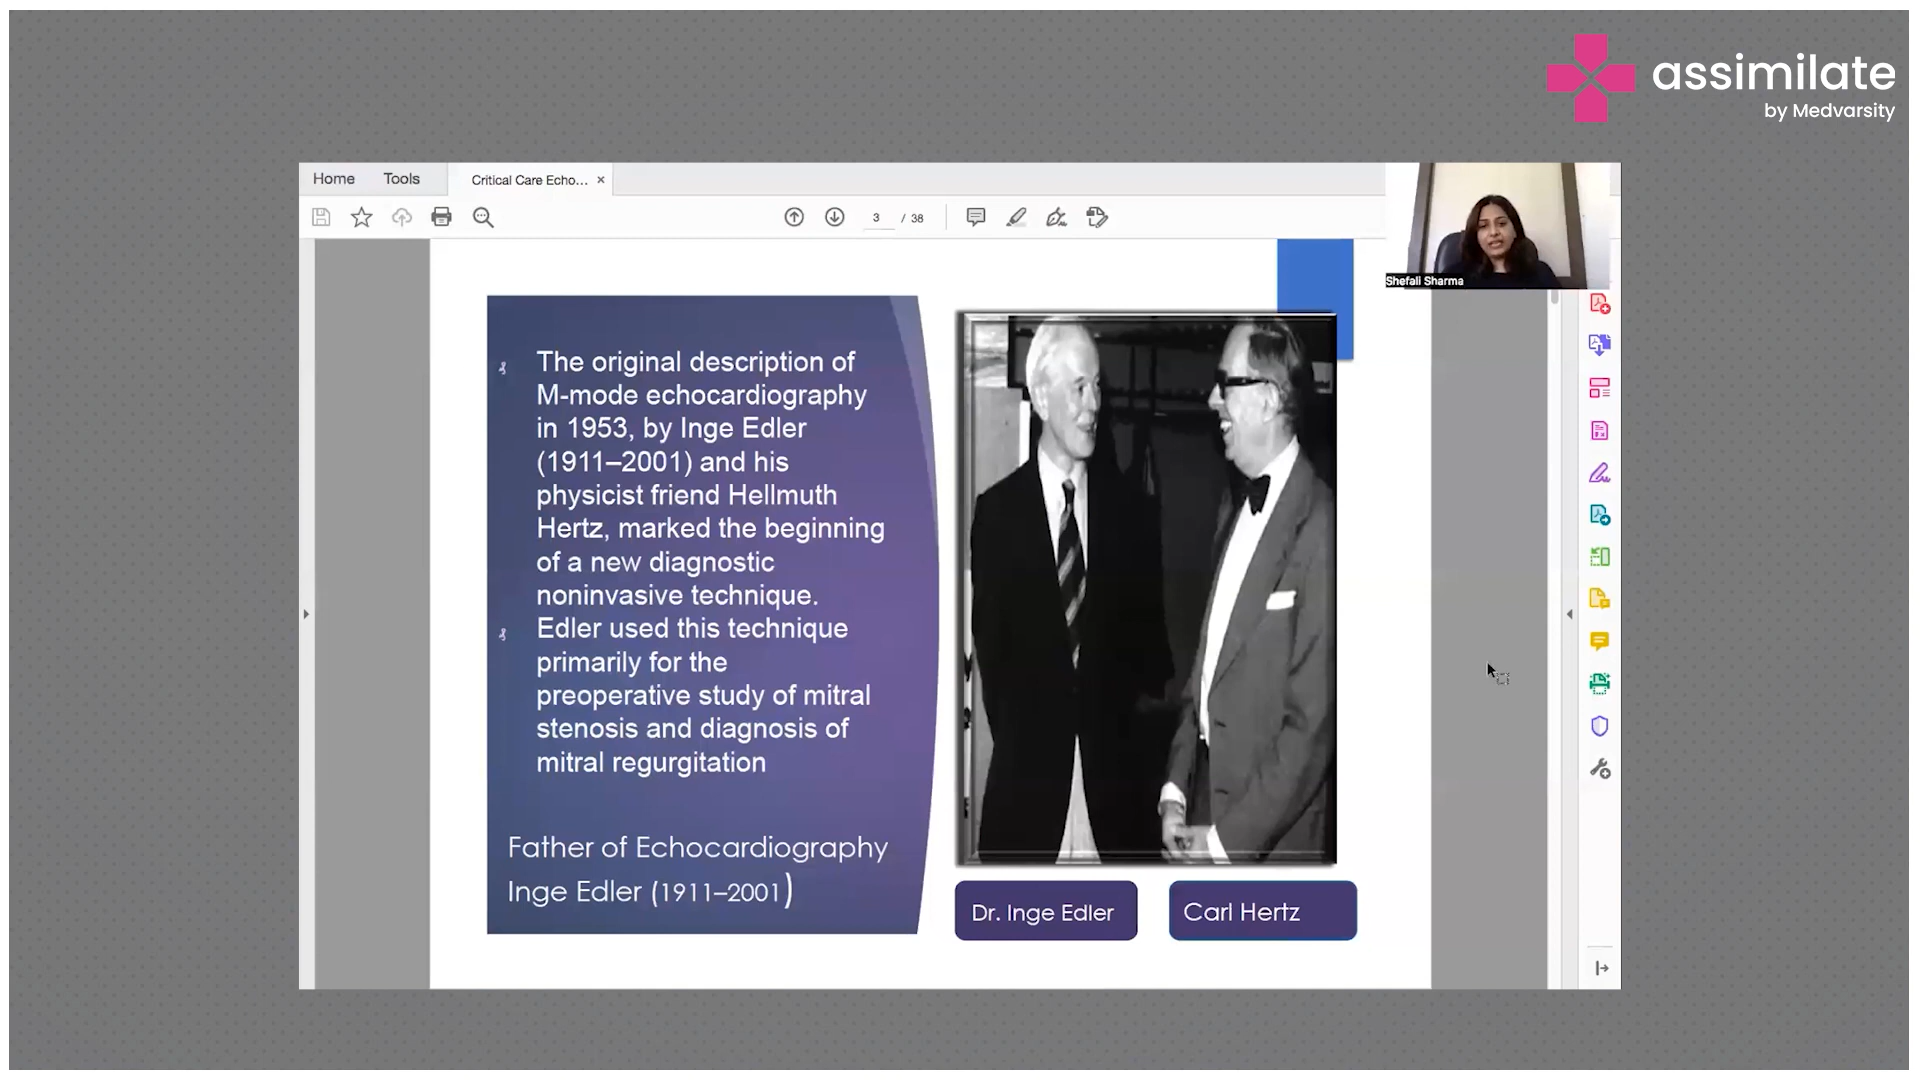 assimilate
by Medvarsity
Home Tools Critical Care Echo... ×
3 / 38
Shefali Sharma
The original description of
M-mode echocardiography
in 1953, by Inge Edler
(1911–2001) and his
physicist friend Hellmuth
Hertz, marked the beginning
of a new diagnostic
noninvasive technique.
Edler used this technique
primarily for the
preoperative study of mitral
stenosis and diagnosis of
mitral regurgitation
Father of Echocardiography
Inge Edler (1911–2001)
Dr. Inge Edler
Carl Hertz